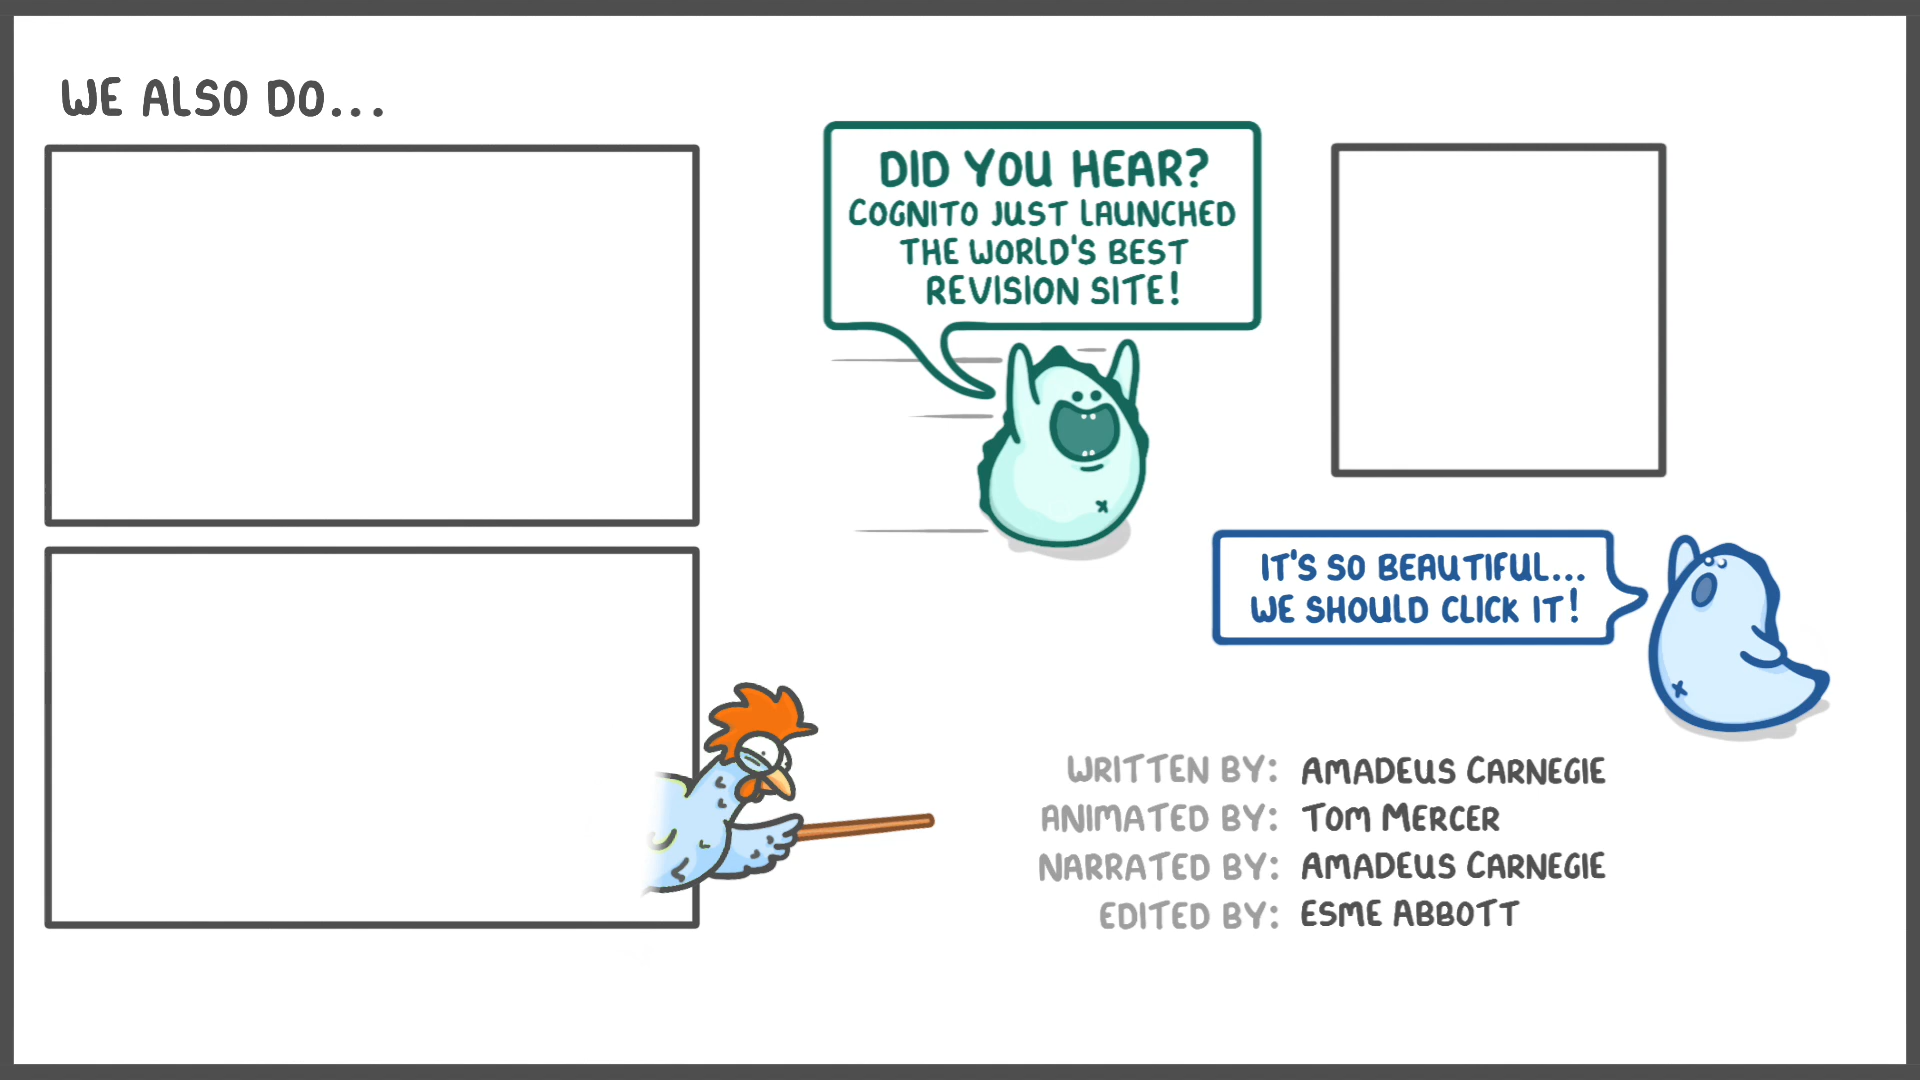 WE ALSO DO...
DID YOU HEAR?
COGNITO JUST LAUNCHED
THE WORLD'S BEST
REVISION SITE!
IT'S SO BEAUTIFUL...
WE SHOULD CLICK IT!
WRITTEN BY: AMADEUS CARNEGIE
ANIMATED BY: TOM MERCER
NARRATED BY: AMADEUS CARNEGIE
EDITED BY: ESME ABBOTT